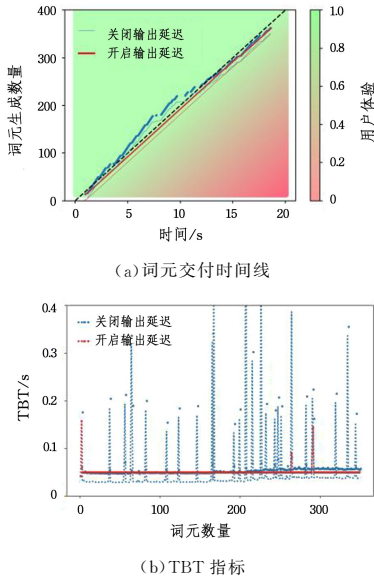 400
300
200
100
0
词元生成数量
关闭输出延迟
开启输出延迟
0
5
10
15
20
时间/s
1.0
0.8
0.6
0.4
0.2
0
用户体验
(a)词元交付时间线
0.4
0.3
0.2
0.1
0
TBT/s
关闭输出延迟
开启输出延迟
0
100
200
300
词元数量
(b)TBT 指标